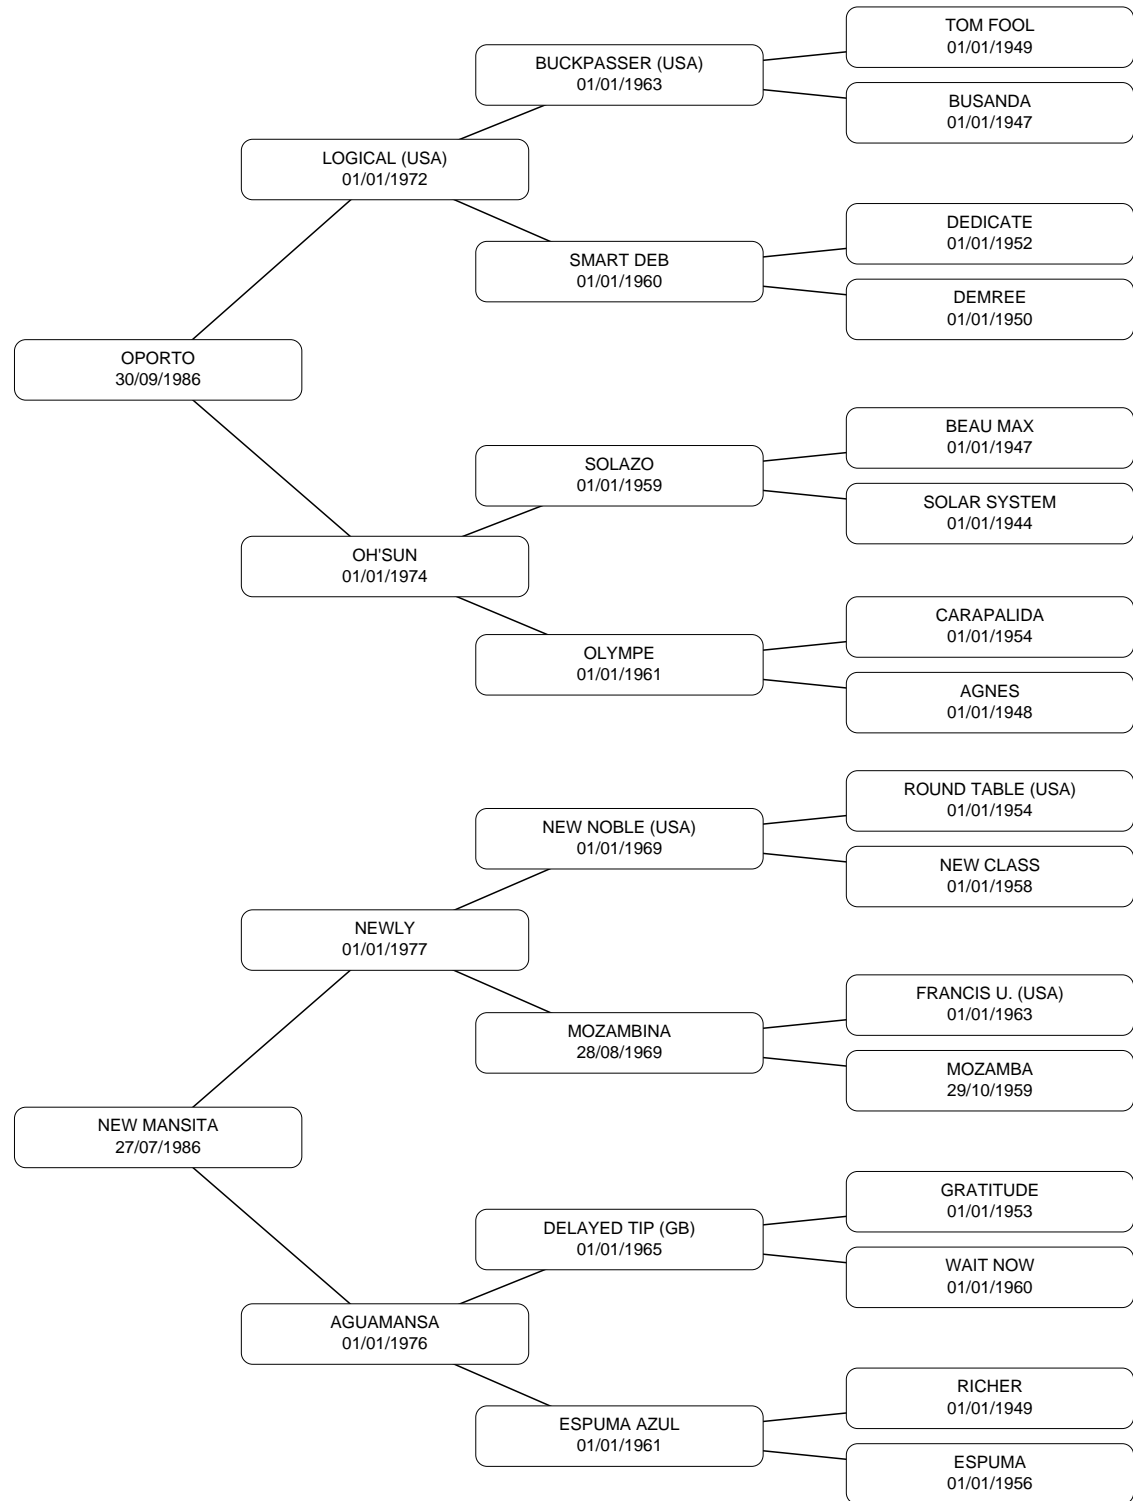 TOM FOOL
01/01/1949
BUCKPASSER (USA)
01/01/1963
BUSANDA
01/01/1947
LOGICAL (USA)
01/01/1972
DEDICATE
01/01/1952
SMART DEB
01/01/1960
DEMREE
01/01/1950
OPORTO
30/09/1986
BEAU MAX
01/01/1947
SOLAZO
01/01/1959
SOLAR SYSTEM
01/01/1944
OH'SUN
01/01/1974
CARAPALIDA
01/01/1954
OLYMPE
01/01/1961
AGNES
01/01/1948
ROUND TABLE (USA)
01/01/1954
NEW NOBLE (USA)
01/01/1969
NEW CLASS
01/01/1958
NEWLY
01/01/1977
FRANCIS U. (USA)
01/01/1963
MOZAMBINA
28/08/1969
MOZAMBA
29/10/1959
NEW MANSITA
27/07/1986
GRATITUDE
01/01/1953
DELAYED TIP (GB)
01/01/1965
WAIT NOW
01/01/1960
AGUAMANSA
01/01/1976
RICHER
01/01/1949
ESPUMA AZUL
01/01/1961
ESPUMA
01/01/1956